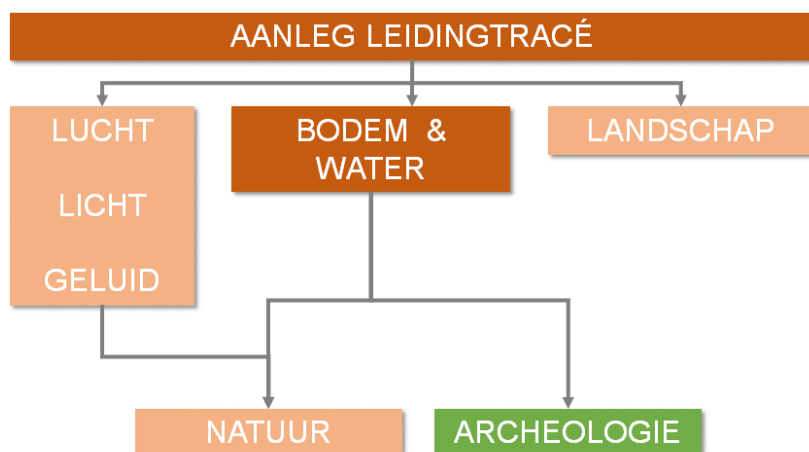 AANLEG LEIDINGTRACÉ
LUCHT
LICHT
GELUID
BODEM &
WATER
LANDSCHAP
NATUUR
ARCHEOLOGIE